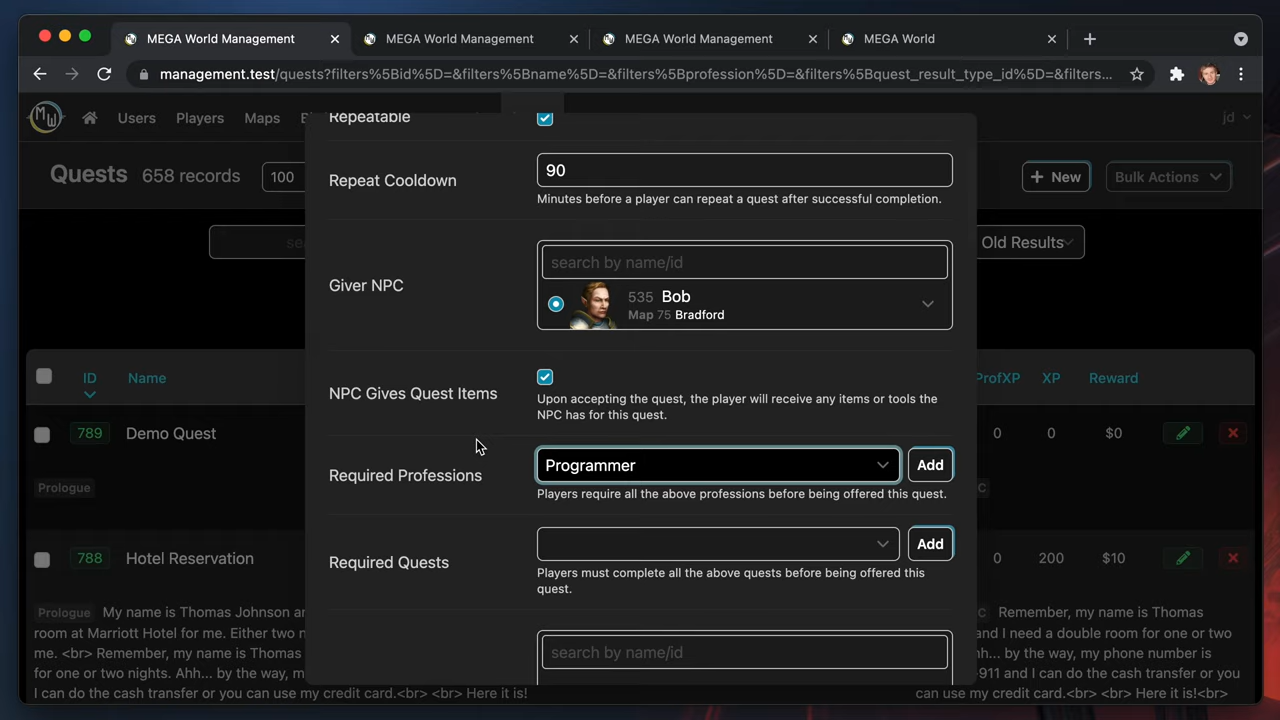 MEGA World Management
MEGA World Management
MEGA World Management
MEGA World
management.test/quests?filters%5Bid%5D=&filters%5Bname%5D=&filters%5Bprofession%5D=&filters%5Bquest_result_type_id%5D=&filters...
MW
Users
Players
Maps
jd
Quests 658 records
100
New
Bulk Actions
Old Results
Repeatable
Repeat Cooldown
90
Minutes before a player can repeat a quest after successful completion.
Giver NPC
search by name/id
535 Bob
Map 75 Bradford
NPC Gives Quest Items
Upon accepting the quest, the player will receive any items or tools the
NPC has for this quest.
Required Professions
Programmer
Add
Players require all the above professions before being offered this quest.
Required Quests
Add
Players must complete all the above quests before being offered this
quest.
search by name/id
ID
Name
ProfXP
XP
Reward
789
Demo Quest
0
0
$0
Prologue
788
Hotel Reservation
0
200
$10
Prologue My name is Thomas Johnson
room at Marriott Hotel for me. Either two
me. <br> Remember, my name is Thomas
for one or two nights. Ahh... by the way, m
I can do the cash transfer or you can use my credit card.<br> <br> Here it is!
Remember, my name is Thomas
and I need a double room for one or two
... by the way, my phone number is
-911 and I can do the cash transfer or you
can use my credit card.<br> <br> Here it is!<br>